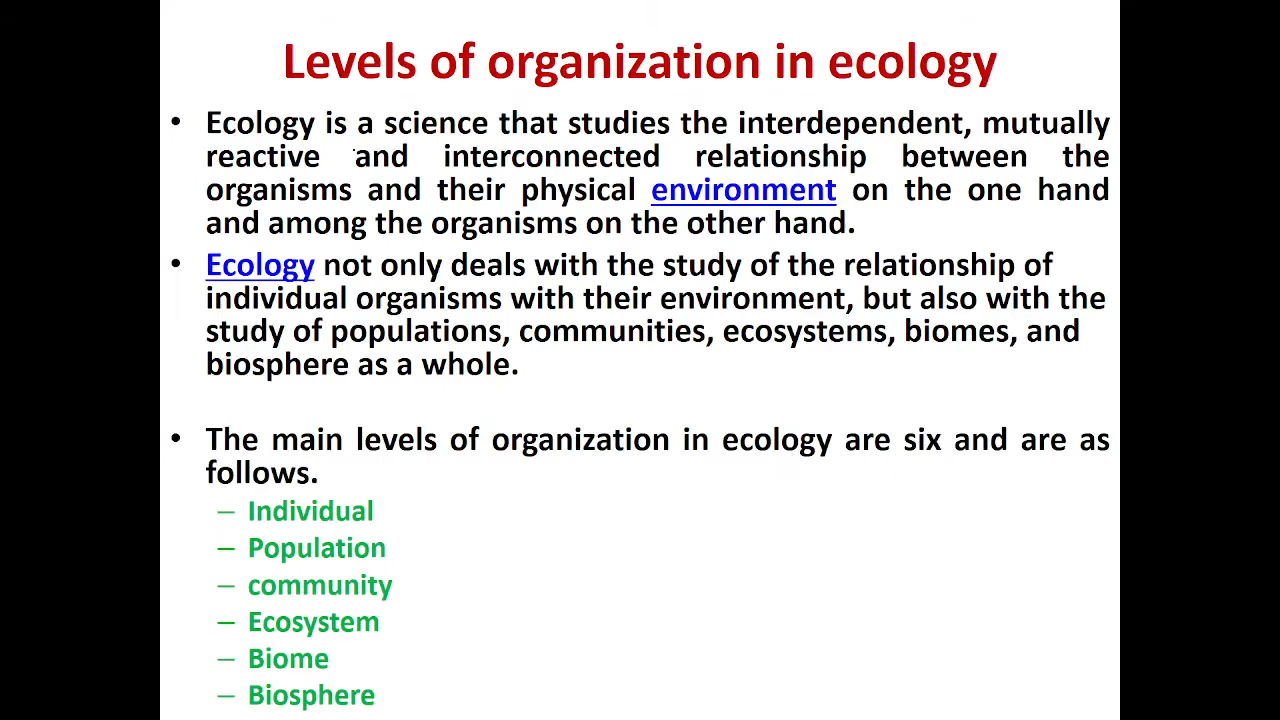 Levels of organization in ecology
• Ecology is a science that studies the interdependent, mutually
reactive and interconnected relationship between the
organisms and their physical environment on the one hand
and among the organisms on the other hand.
• Ecology not only deals with the study of the relationship of
individual organisms with their environment, but also with the
study of populations, communities, ecosystems, biomes, and
biosphere as a whole.
• The main levels of organization in ecology are six and are as
follows.
– Individual
– Population
– community
– Ecosystem
– Biome
– Biosphere